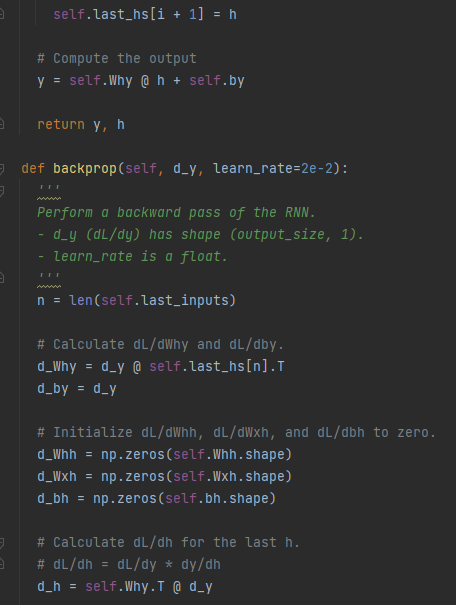 self.last_hs[i + 1] = h
# Compute the output
y = self.Why @ h + self.by
return y, h
def backprop(self, d_y, learn_rate=2e-2):
'''
Perform a backward pass of the RNN.
- d_y (dL/dy) has shape (output_size, 1).
- learn_rate is a float.
'''
n = len(self.last_inputs)
# Calculate dL/dWhy and dL/dby.
d_Why = d_y @ self.last_hs[n].T
d_by = d_y
# Initialize dL/dWhh, dL/dWxh, and dL/dbh to zero.
d_Whh = np.zeros(self.Whh.shape)
d_Wxh = np.zeros(self.Wxh.shape)
d_bh = np.zeros(self.bh.shape)
# Calculate dL/dh for the last h.
# dL/dh = dL/dy * dy/dh
d_h = self.Why.T @ d_y